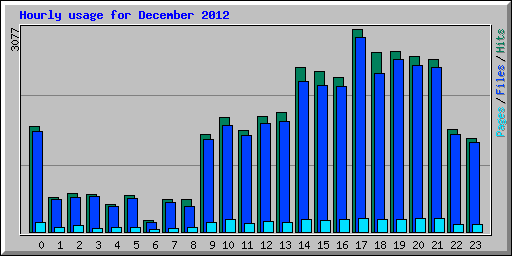 Hourly usage for December 2012
3077
Pages/Files/Hits
0 1 2 3 4 5 6 7 8 9 10 11 12 13 14 15 16 17 18 19 20 21 22 23